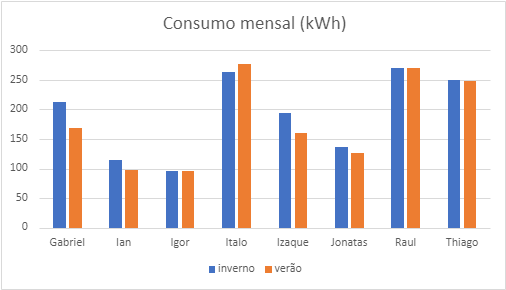 Consumo mensal (kWh)
300
250
200
150
100
50
0
Gabriel Ian Igor Italo Izaque Jonatas Raul Thiago
inverno verão